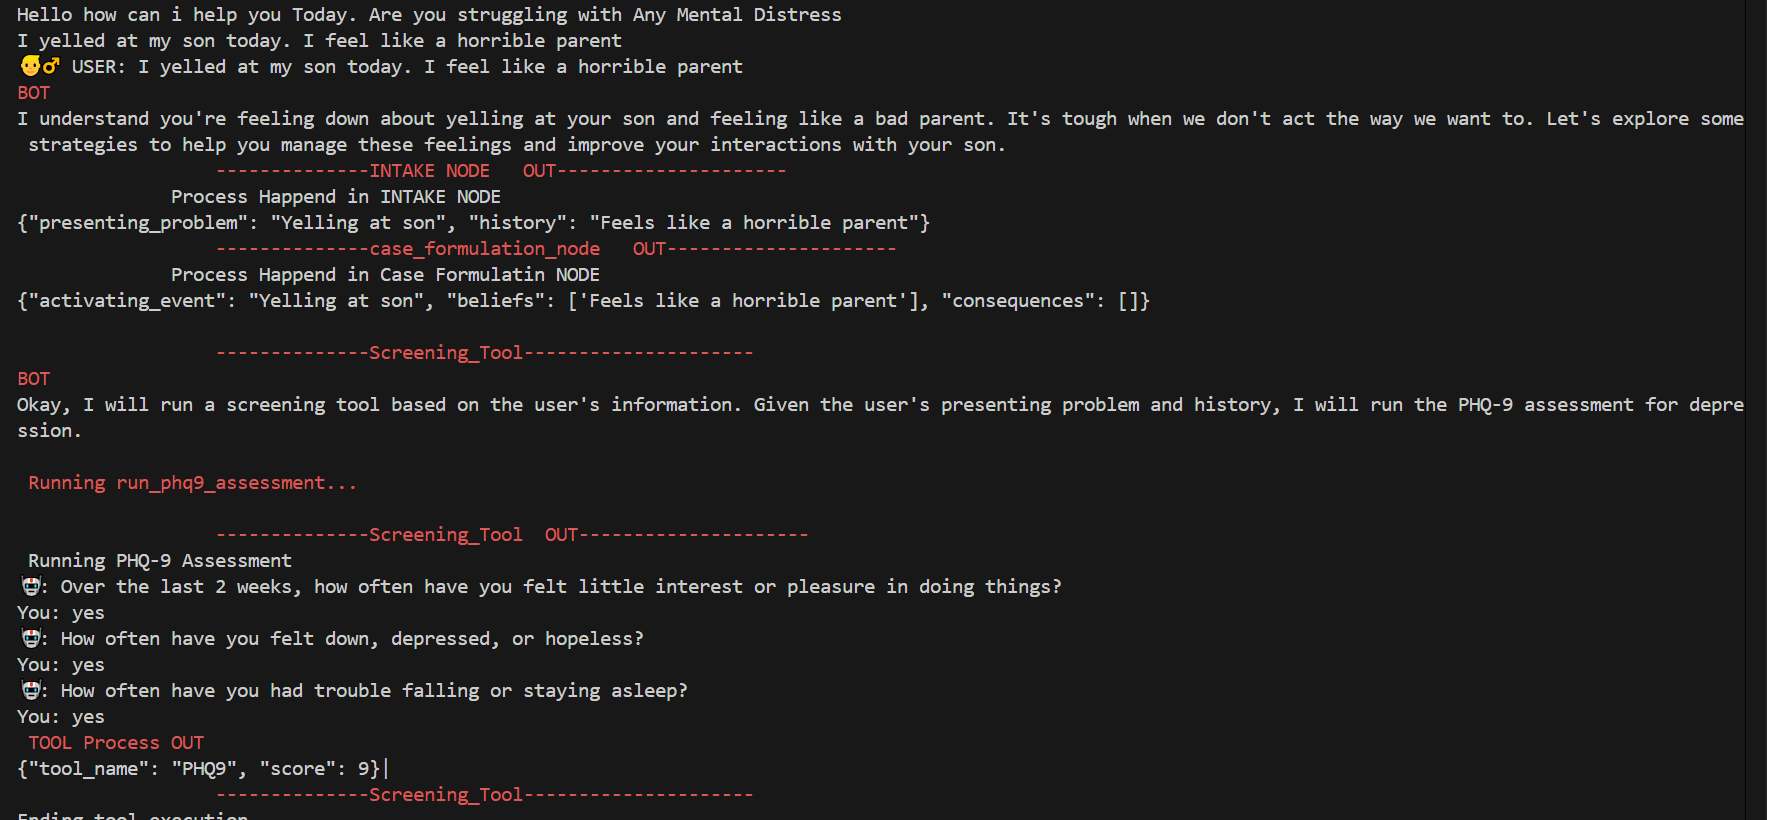 Hello how can i help you Today. Are you struggling with Any Mental Distress
I yelled at my son today. I feel like a horrible parent
👱♂ USER: I yelled at my son today. I feel like a horrible parent
BOT
I understand you're feeling down about yelling at your son and feeling like a bad parent. It's tough when we don't act the way we want to. Let's explore some
strategies to help you manage these feelings and improve your interactions with your son.
--------------INTAKE NODE   OUT---------------------
Process Happend in INTAKE NODE
{"presenting_problem": "Yelling at son", "history": "Feels like a horrible parent"}
--------------case_formulation_node   OUT---------------------
Process Happend in Case Formulatin NODE
{"activating_event": "Yelling at son", "beliefs": ['Feels like a horrible parent'], "consequences": []}
--------------Screening_Tool---------------------
BOT
Okay, I will run a screening tool based on the user's information. Given the user's presenting problem and history, I will run the PHQ-9 assessment for depre
ssion.
Running run_phq9_assessment...
--------------Screening_Tool  OUT---------------------
Running PHQ-9 Assessment
🤖: Over the last 2 weeks, how often have you felt little interest or pleasure in doing things?
You: yes
🤖: How often have you felt down, depressed, or hopeless?
You: yes
🤖: How often have you had trouble falling or staying asleep?
You: yes
TOOL Process OUT
{"tool_name": "PHQ9", "score": 9}
--------------Screening_Tool---------------------
Ending tool execution